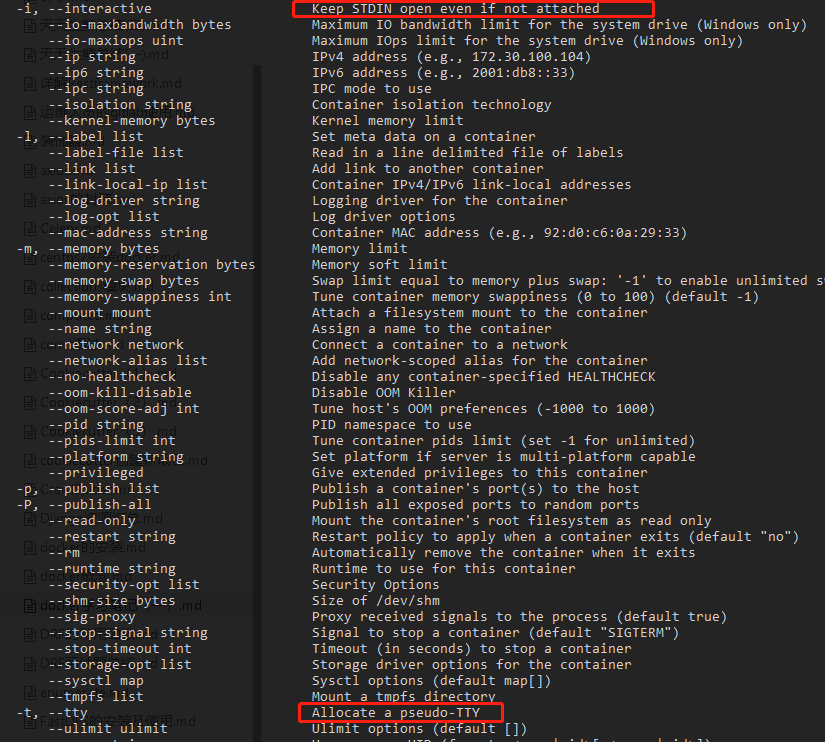 -i, --interactive Keep STDIN open even if not attached
--io-maxbandwidth bytes Maximum IO bandwidth limit for the system drive (Windows only)
--io-maxiops uint Maximum IOps limit for the system drive (Windows only)
--ip string IPv4 address (e.g., 172.30.100.104)
--ip6 string IPv6 address (e.g., 2001:db8::33)
--ipc string IPC mode to use
--isolation string Container isolation technology
--kernel-memory bytes Kernel memory limit
-l, --label list Set meta data on a container
--label-file list Read in a line delimited file of labels
--link list Add link to another container
--link-local-ip list Container IPv4/IPv6 link-local addresses
--log-driver string Logging driver for the container
--log-opt list Log driver options
--mac-address string Container MAC address (e.g., 92:d0:c6:0a:29:33)
-m, --memory bytes Memory limit
--memory-reservation bytes Memory soft limit
--memory-swap bytes Swap limit equal to memory plus swap: '-1' to enable unlimited
--memory-swappiness int Tune container memory swappiness (0 to 100) (default -1)
--mount mount Attach a filesystem mount to the container
--name string Assign a name to the container
--network network Connect a container to a network
--network-alias list Add network-scoped alias for the container
--no-healthcheck Disable any container-specified HEALTHCHECK
--oom-kill-disable Disable OOM Killer
--oom-score-adj int Tune host's OOM preferences (-1000 to 1000)
--pid string PID namespace to use
--pids-limit int Tune container pids limit (set -1 for unlimited)
--platform string Set platform if server is multi-platform capable
--privileged Give extended privileges to this container
-p, --publish list Publish a container's port(s) to the host
-P, --publish-all Publish all exposed ports to random ports
--read-only Mount the container's root filesystem as read only
--restart string Restart policy to apply when a container exits (default "no")
--rm Automatically remove the container when it exits
--runtime string Runtime to use for this container
--security-opt list Security Options
--shm-size bytes Size of /dev/shm
--sig-proxy Proxy received signals to the process (default true)
--stop-signal string Signal to stop a container (default "SIGTERM")
--stop-timeout int Timeout (in seconds) to stop a container
--storage-opt list Storage driver options for the container
--sysctl map Sysctl options (default map[])
--tmpfs list Mount a tmpfs directory
-t, --tty Allocate a pseudo-TTY
--ulimit ulimit Ulimit options (default [])